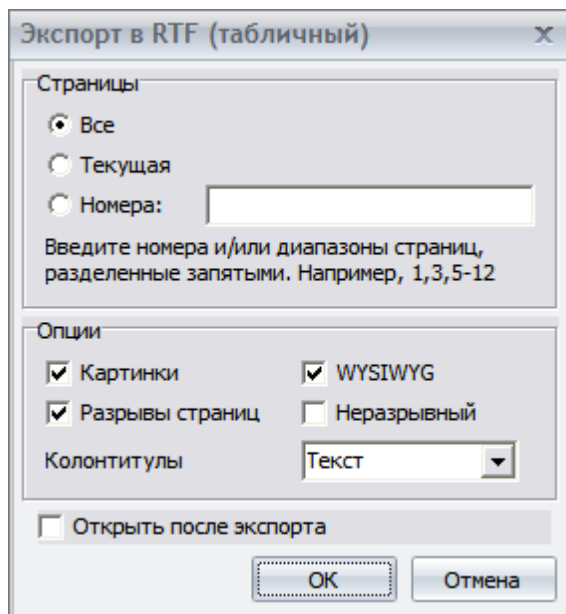 Экспорт в RTF (табличный)
Страницы
Все
Текущая
Номера:
Введите номера и/или диапазоны страниц,
разделенные запятыми. Например, 1,3,5-12
Опции
Картинки WYSIWYG
Разрывы страниц Неразрывный
Колонтитулы Текст
Открыть после экспорта
ОК Отмена